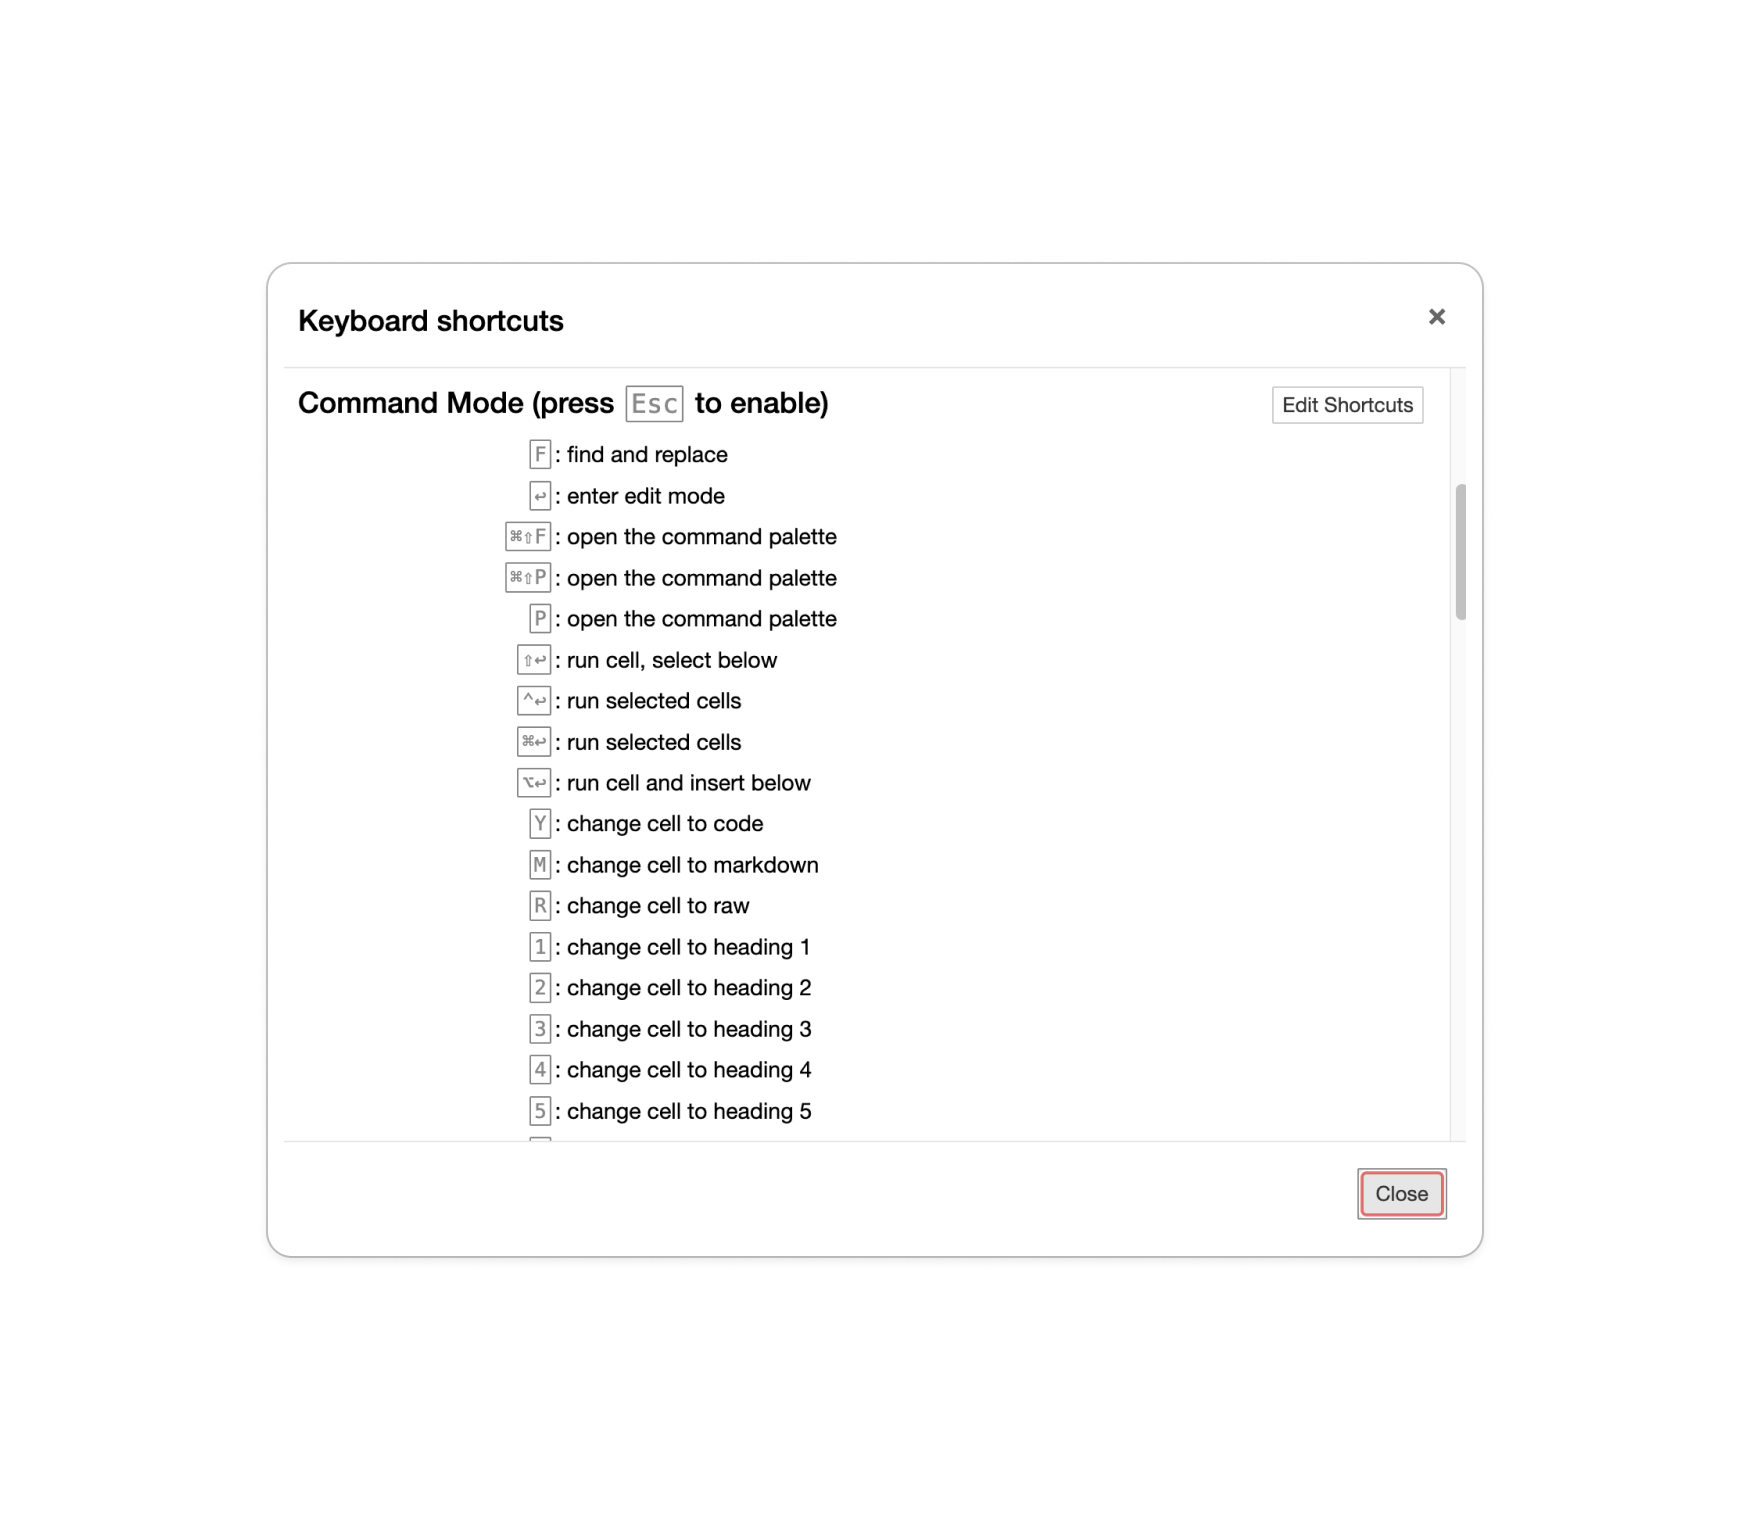 Keyboard shortcuts ×
Command Mode (press Esc to enable) Edit Shortcuts
F : find and replace
↩ : enter edit mode
⌘⇧F : open the command palette
⌘⇧P : open the command palette
P : open the command palette
⇧↩ : run cell, select below
^↩ : run selected cells
⌘↩ : run selected cells
⌥↩ : run cell and insert below
Y : change cell to code
M : change cell to markdown
R : change cell to raw
1 : change cell to heading 1
2 : change cell to heading 2
3 : change cell to heading 3
4 : change cell to heading 4
5 : change cell to heading 5
Close